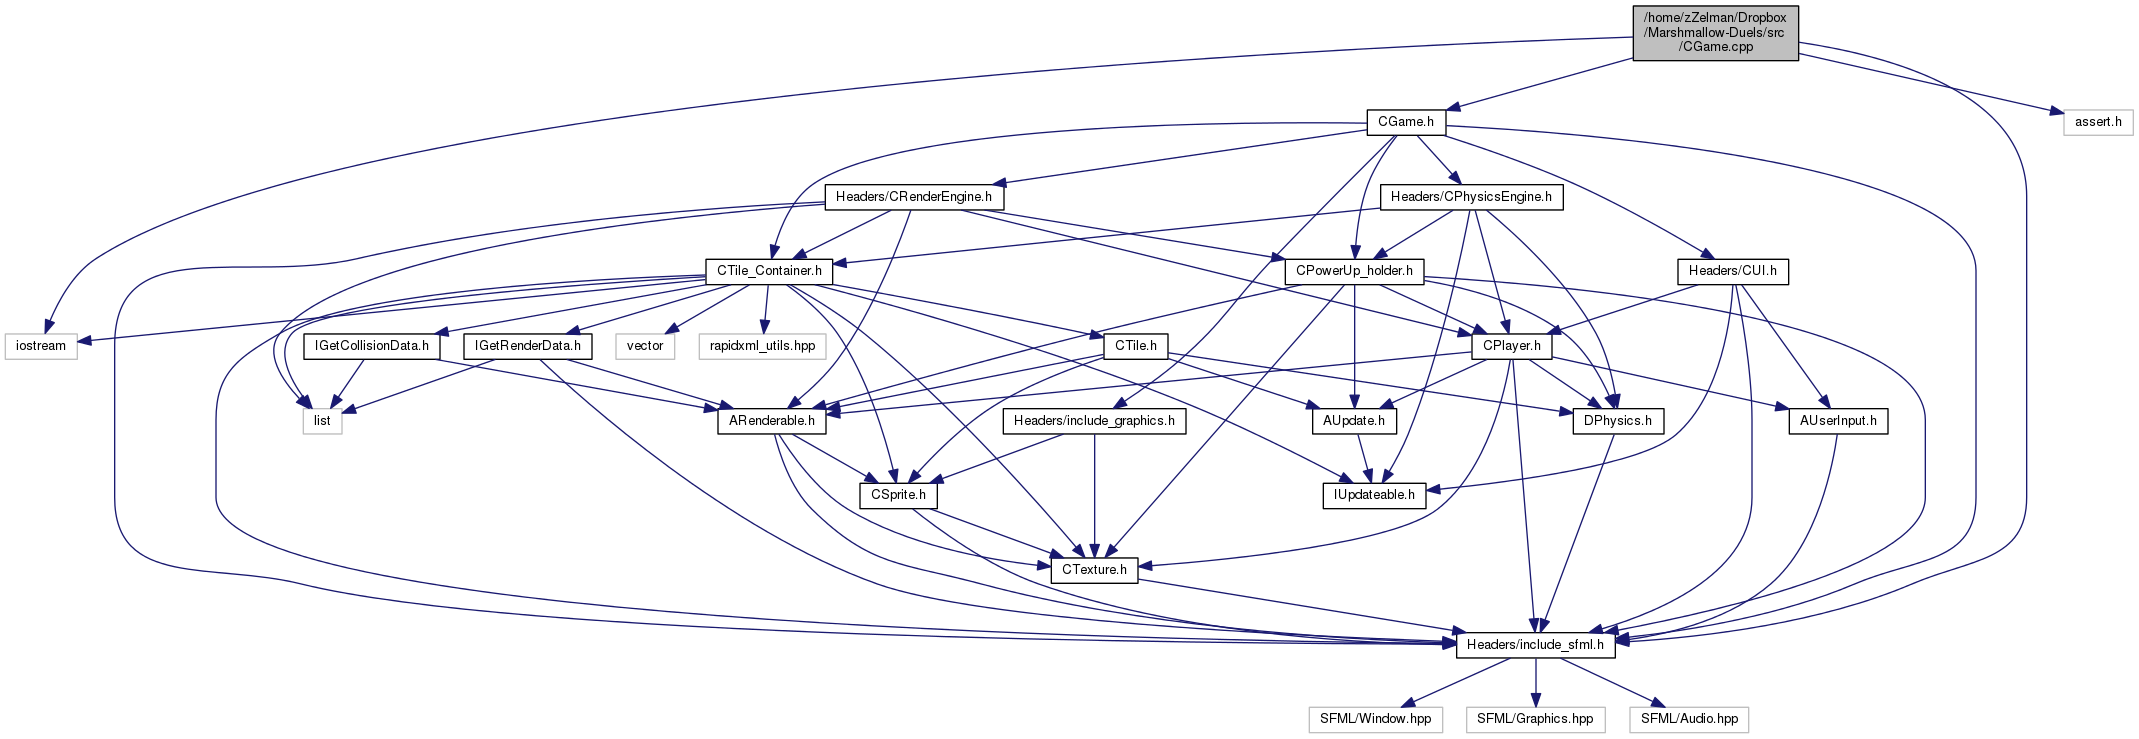 /home/zZelman/Dropbox
/Marshmallow-Duels/src
/CGame.cpp
CGame.h
assert.h
Headers/CRenderEngine.h
Headers/CPhysicsEngine.h
CTile_Container.h
CPowerUp_holder.h
Headers/CUI.h
iostream
IGetCollisionData.h
IGetRenderData.h
vector
rapidxml_utils.hpp
CTile.h
CPlayer.h
list
ARenderable.h
Headers/include_graphics.h
AUpdate.h
DPhysics.h
AUserInput.h
CSprite.h
IUpdateable.h
CTexture.h
Headers/include_sfml.h
SFML/Window.hpp
SFML/Graphics.hpp
SFML/Audio.hpp